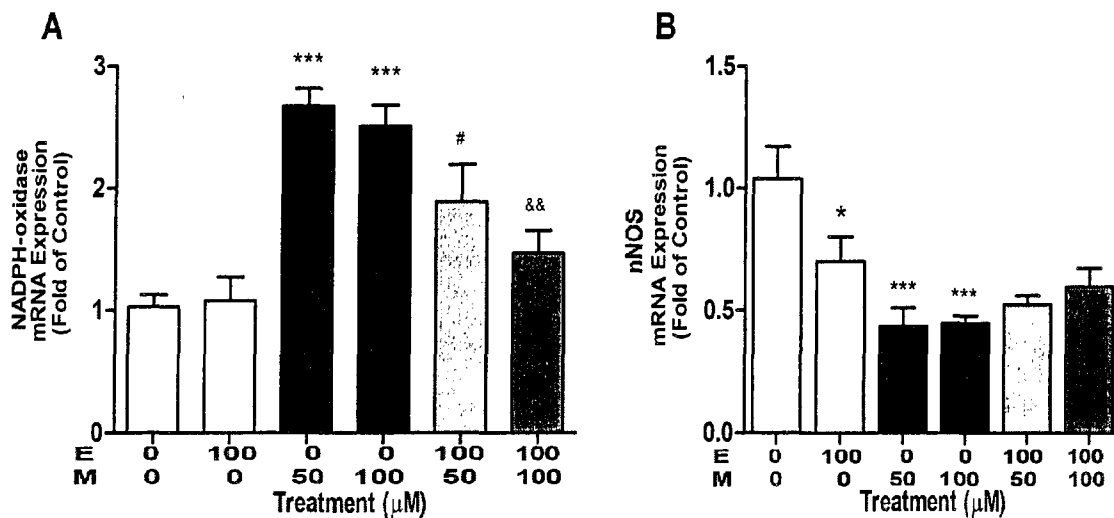 A
NADPH-oxidase
mRNA Expression
(Fold of Control)
3
2
1
0
***
***
#
&&
E 0 100 0 0 100 100
M 0 0 50 100 50 100
Treatment (μM)
B
nNOS
mRNA Expression
(Fold of Control)
1.5
1.0
0.5
0.0
*
***
***
E 0 100 0 0 100 100
M 0 0 50 100 50 100
Treatment (μM)